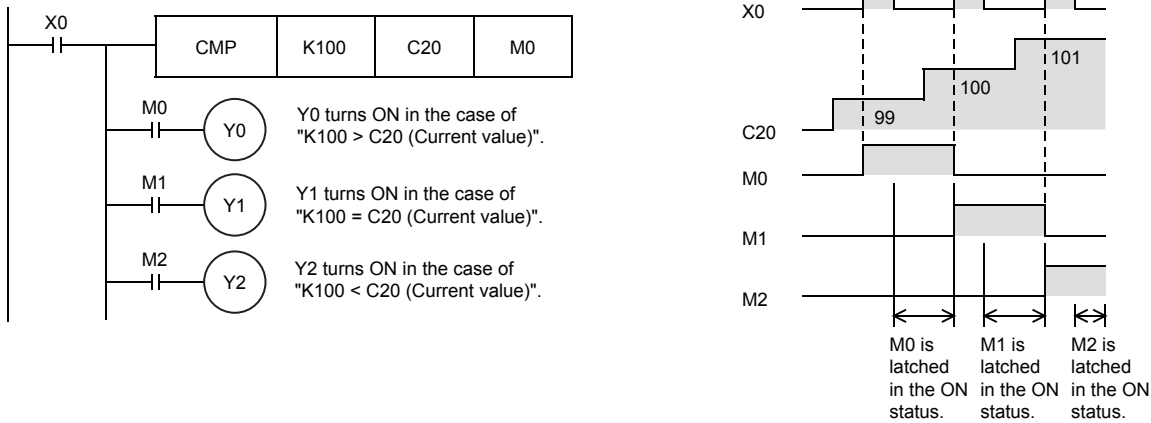 X0
CMP K100 C20 M0
M0
Y0
Y0 turns ON in the case of
"K100 > C20 (Current value)".
M1
Y1
Y1 turns ON in the case of
"K100 = C20 (Current value)".
M2
Y2
Y2 turns ON in the case of
"K100 < C20 (Current value)".
X0
101
100
99
C20
M0
M1
M2
M0 is
latched
in the ON
status.
M1 is
latched
in the ON
status.
M2 is
latched
in the ON
status.